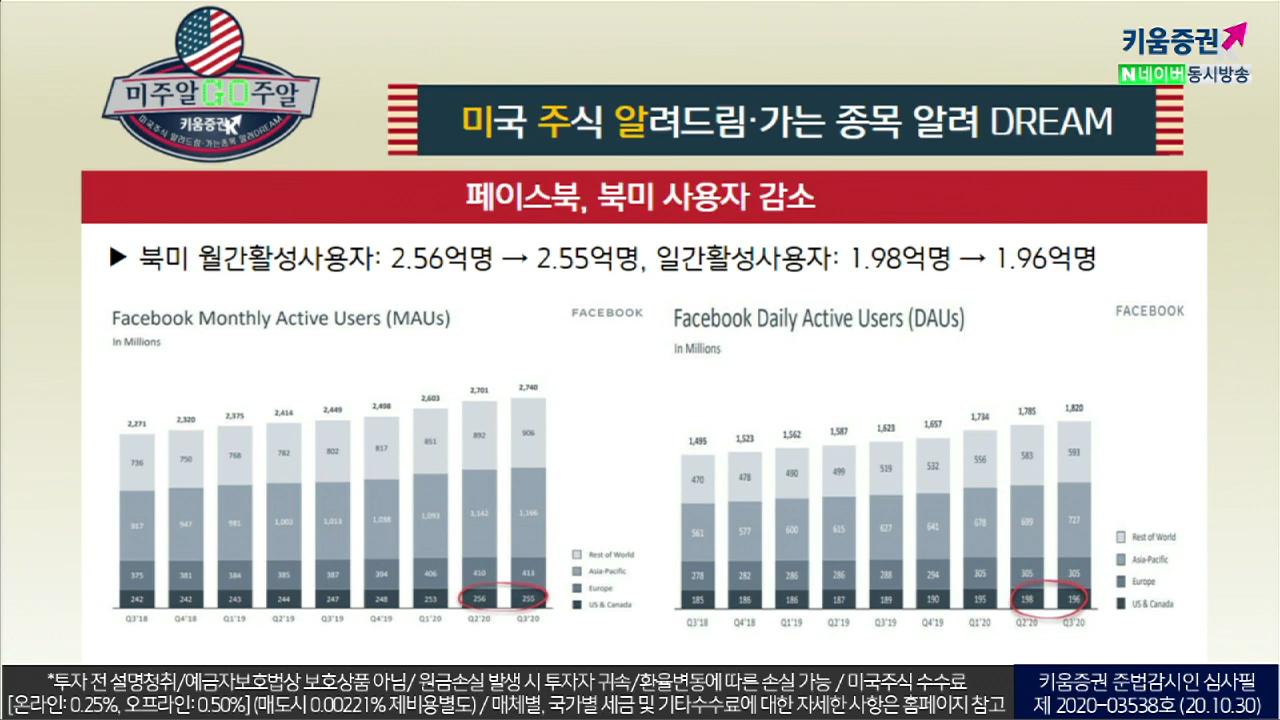 미주알GO주알
키움증권
미국주식 알려드림·가는종목 알려DREAM
키움증권
N네이버 동시방송
미국 주식 알려드림·가는 종목 알려 DREAM
페이스북, 북미 사용자 감소
▶ 북미 월간활성사용자: 2.56억명 → 2.55억명, 일간활성사용자: 1.98억명 → 1.96억명
Facebook Monthly Active Users (MAUs)
FACEBOOK
In Millions
2,271 2,320 2,375 2,414 2,449 2,498 2,603 2,701 2,740
736 750 768 782 802 817 851 892 906
917 947 981 1,003 1,013 1,038 1,093 1,142 1,166
375 381 384 385 387 394 406 410 413
242 242 243 244 247 248 253 256 255
Q3'18 Q4'18 Q1'19 Q2'19 Q3'19 Q4'19 Q1'20 Q2'20 Q3'20
Rest of World
Asia-Pacific
Europe
US & Canada
Facebook Daily Active Users (DAUs)
FACEBOOK
In Millions
1,495 1,523 1,562 1,587 1,623 1,657 1,734 1,785 1,820
470 478 490 499 519 532 556 583 593
561 577 600 615 627 641 678 699 727
278 282 286 286 288 294 305 305 305
185 186 186 187 189 190 195 198 196
Q3'18 Q4'18 Q1'19 Q2'19 Q3'19 Q4'19 Q1'20 Q2'20 Q3'20
Rest of World
Asia-Pacific
Europe
US & Canada
*투자 전 설명청취/예금자보호법상 보호상품 아님/ 원금손실 발생 시 투자자 귀속/환율변동에 따른 손실 가능 / 미국주식 수수료
[온라인: 0.25%, 오프라인: 0.50%] (매도시 0.00221% 제비용별도) / 매체별, 국가별 세금 및 기타수수료에 대한 자세한 사항은 홈페이지 참고
키움증권 준법감시인 심사필
제 2020-03538호 (20.10.30)